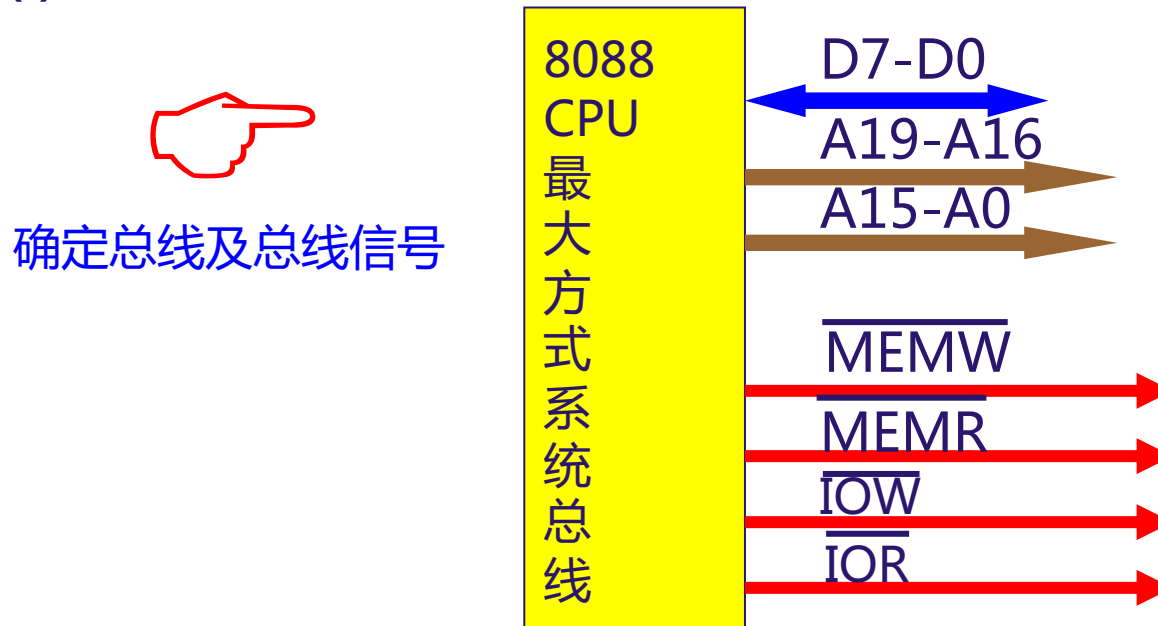 确定总线及总线信号
8088
CPU
最
大
方
式
系
统
总
线
D7-D0
A19-A16
A15-A0
MEMW
MEMR
IOW
IOR